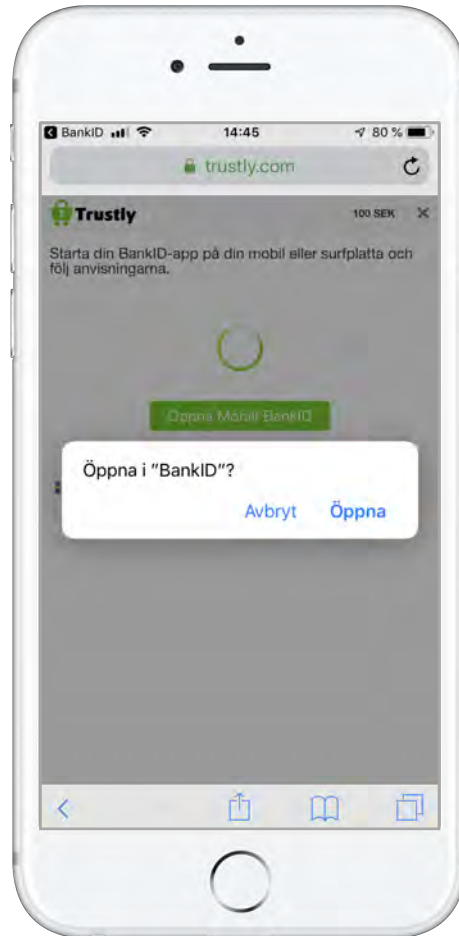 BankID 14:45 80 %
trustly.com
Trustly 100 SEK
Starta din BankID-app på din mobil eller surfplatta och
följ anvisningarna.
Öppna Mobilt BankID
Öppna i "BankID"?
Avbryt Öppna